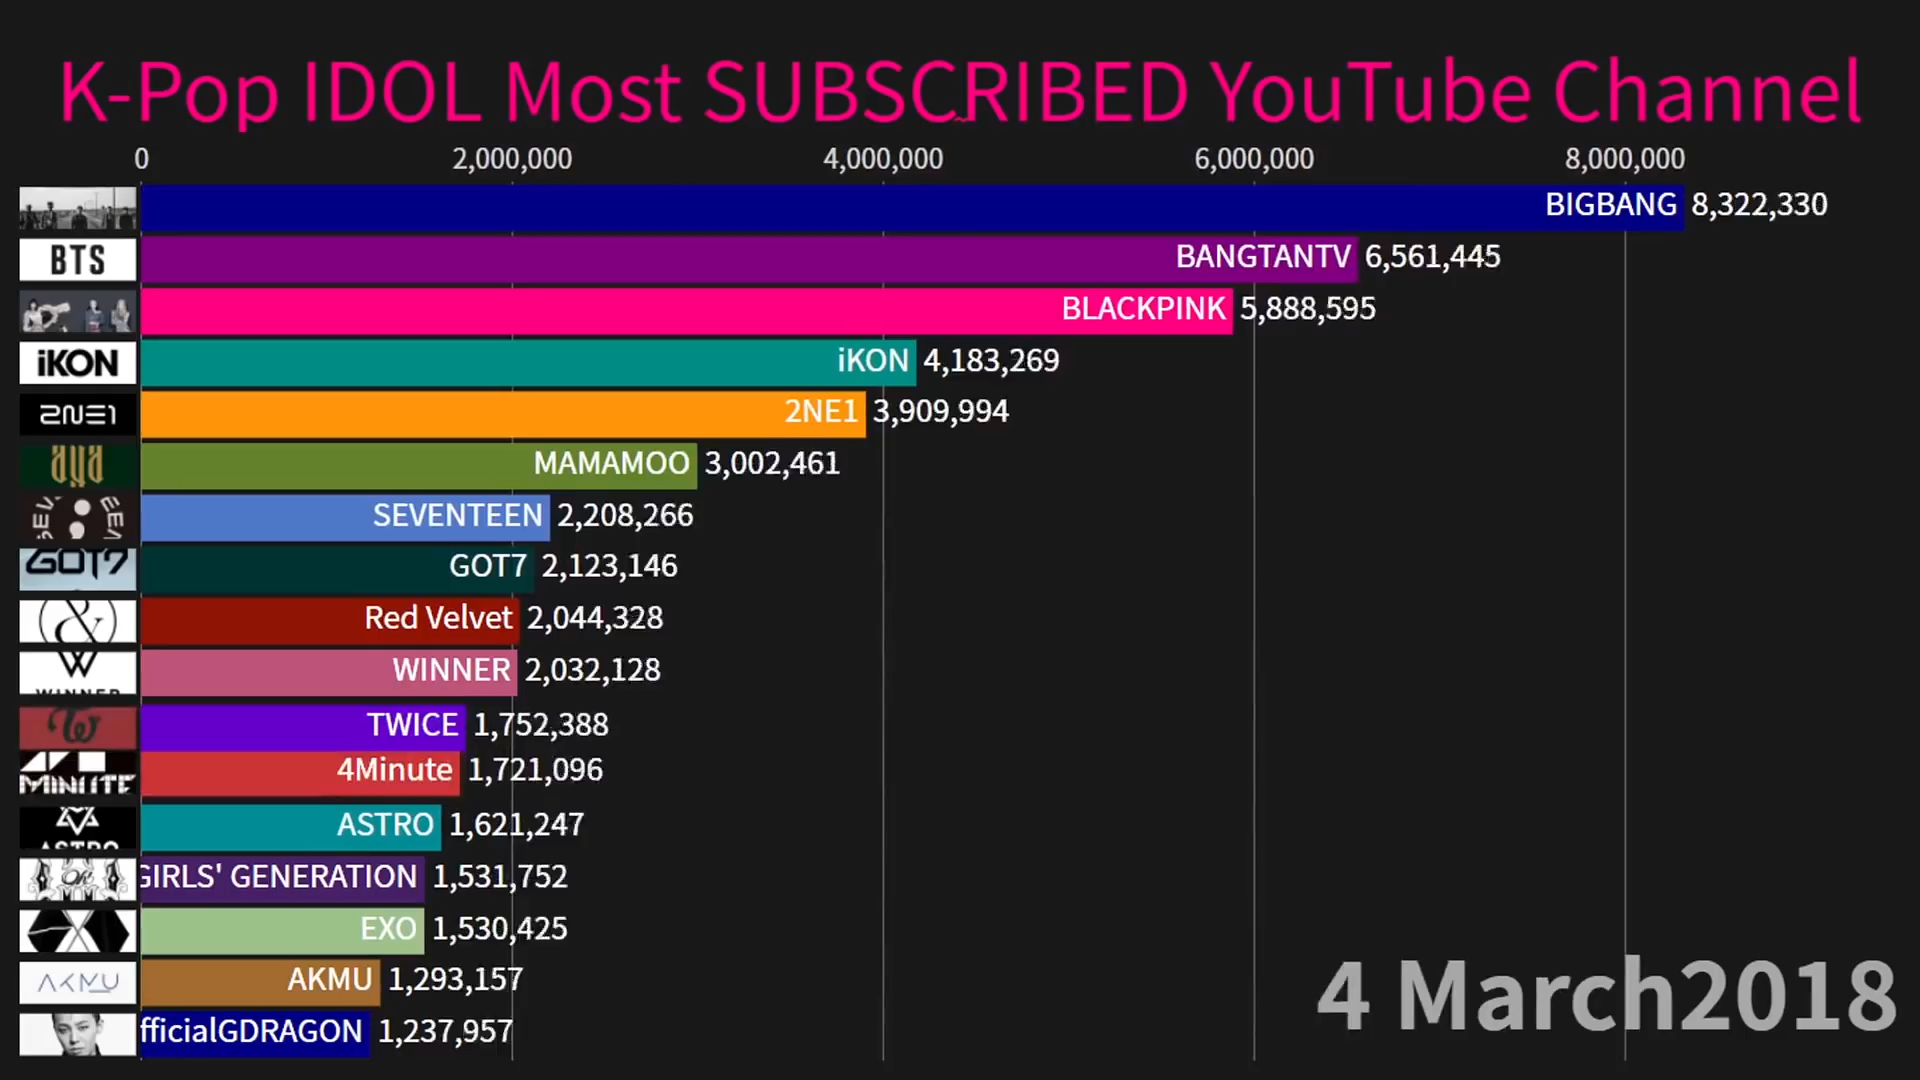 K-Pop IDOL Most SUBSCRIBED YouTube Channel
0 2,000,000 4,000,000 6,000,000 8,000,000
BIGBANG 8,322,330
BTS BANGTANTV 6,561,445
BLACKPINK 5,888,595
iKON iKON 4,183,269
2NE1 2NE1 3,909,994
MAMAMOO 3,002,461
SEVENTEEN 2,208,266
GOT7 GOT7 2,123,146
& Red Velvet 2,044,328
W WINNER WINNER 2,032,128
TWICE 1,752,388
MINUTE 4Minute 1,721,096
ASTRO ASTRO 1,621,247
GIRLS' GENERATION 1,531,752
EXO 1,530,425
AKMU AKMU 1,293,157
fficialGDRAGON 1,237,957
4 March2018